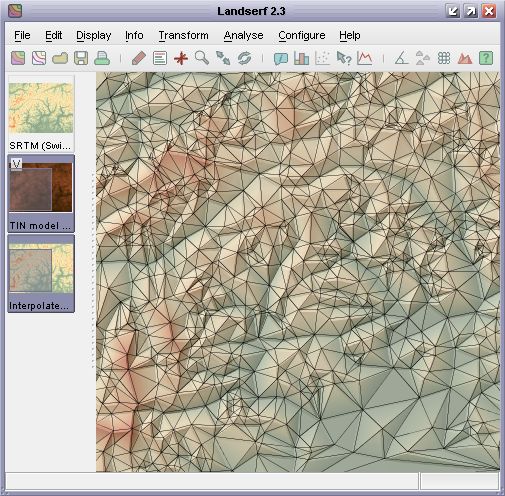 Landserf 2.3
File Edit Display Info Transform Analyse Configure Help
SRTM (Swi...
V
TIN model ...
Interpolate...